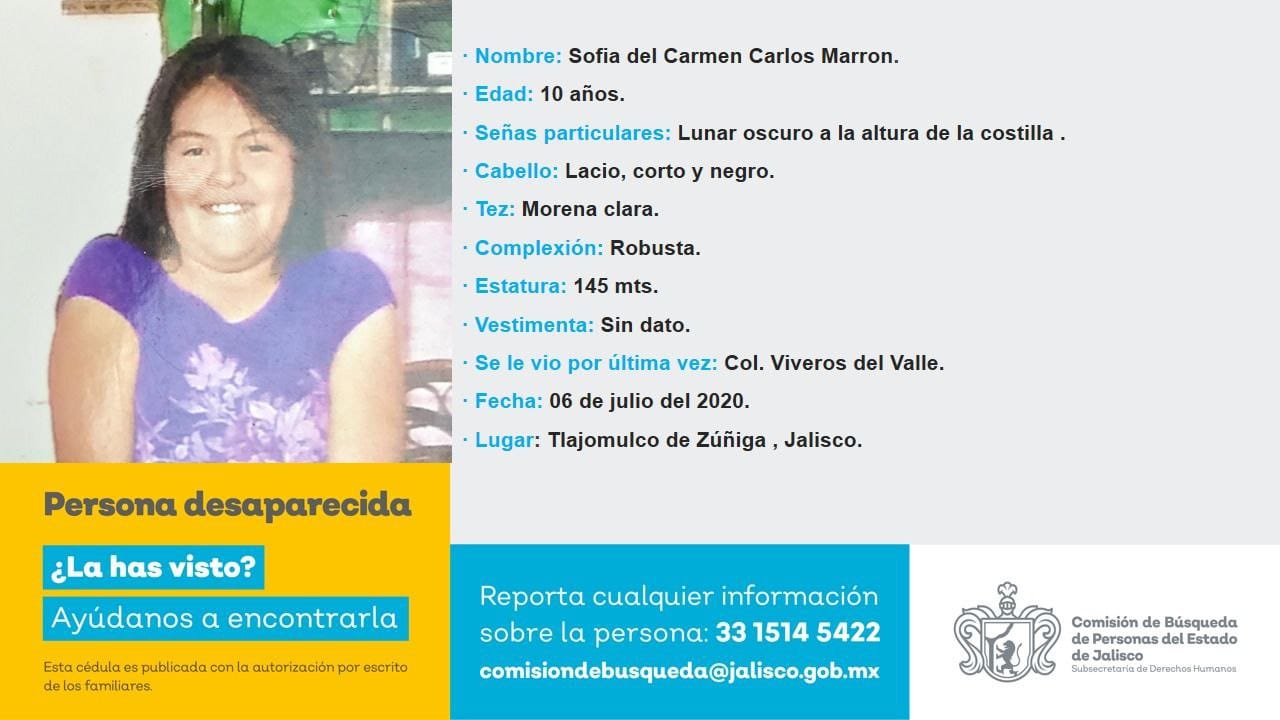 · Nombre: Sofia del Carmen Carlos Marron.
· Edad: 10 años.
· Señas particulares: Lunar oscuro a la altura de la costilla .
· Cabello: Lacio, corto y negro.
· Tez: Morena clara.
· Complexión: Robusta.
· Estatura: 145 mts.
· Vestimenta: Sin dato.
· Se le vio por última vez: Col. Viveros del Valle.
· Fecha: 06 de julio del 2020.
· Lugar: Tlajomulco de Zúñiga , Jalisco.
Persona desaparecida
¿La has visto?
Ayúdanos a encontrarla
Esta cédula es publicada con la autorización por escrito
de los familiares.
Reporta cualquier información
sobre la persona: 33 1514 5422
comisiondebusqueda@jalisco.gob.mx
Comisión de Búsqueda
de Personas del Estado
de Jalisco
Subsecretaría de Derechos Humanos